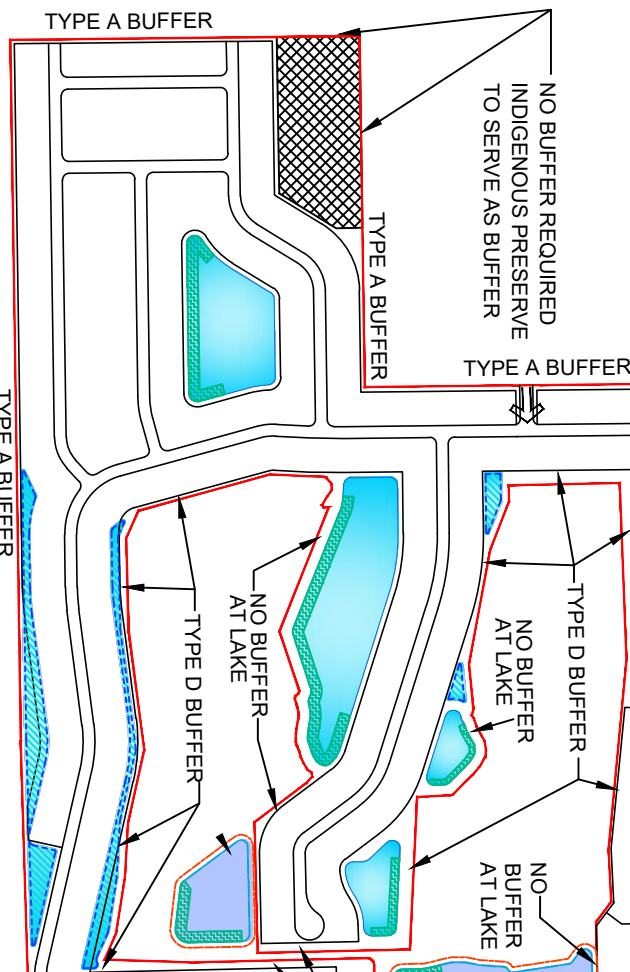 TYPE A BUFFER
NO BUFFER REQUIRED
INDIGENOUS PRESERVE
TO SERVE AS BUFFER
TYPE A BUFFER
TYPE A BUFFER
TYPE A BUFFER
NO BUFFER
AT LAKE
TYPE D BUFFER
NO BUFFER
AT LAKE
TYPE D BUFFER
NO
BUFFER
AT LAKE